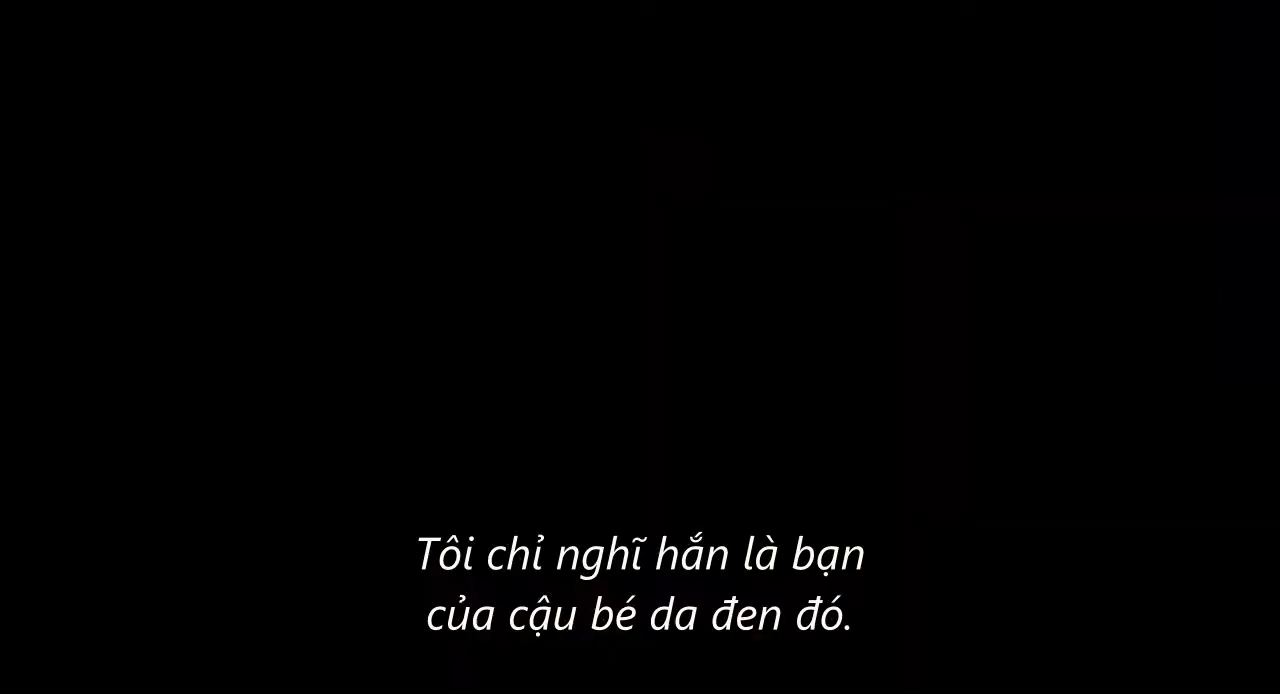 Tôi chỉ nghĩ hắn là bạn
của cậu bé da đen đó.